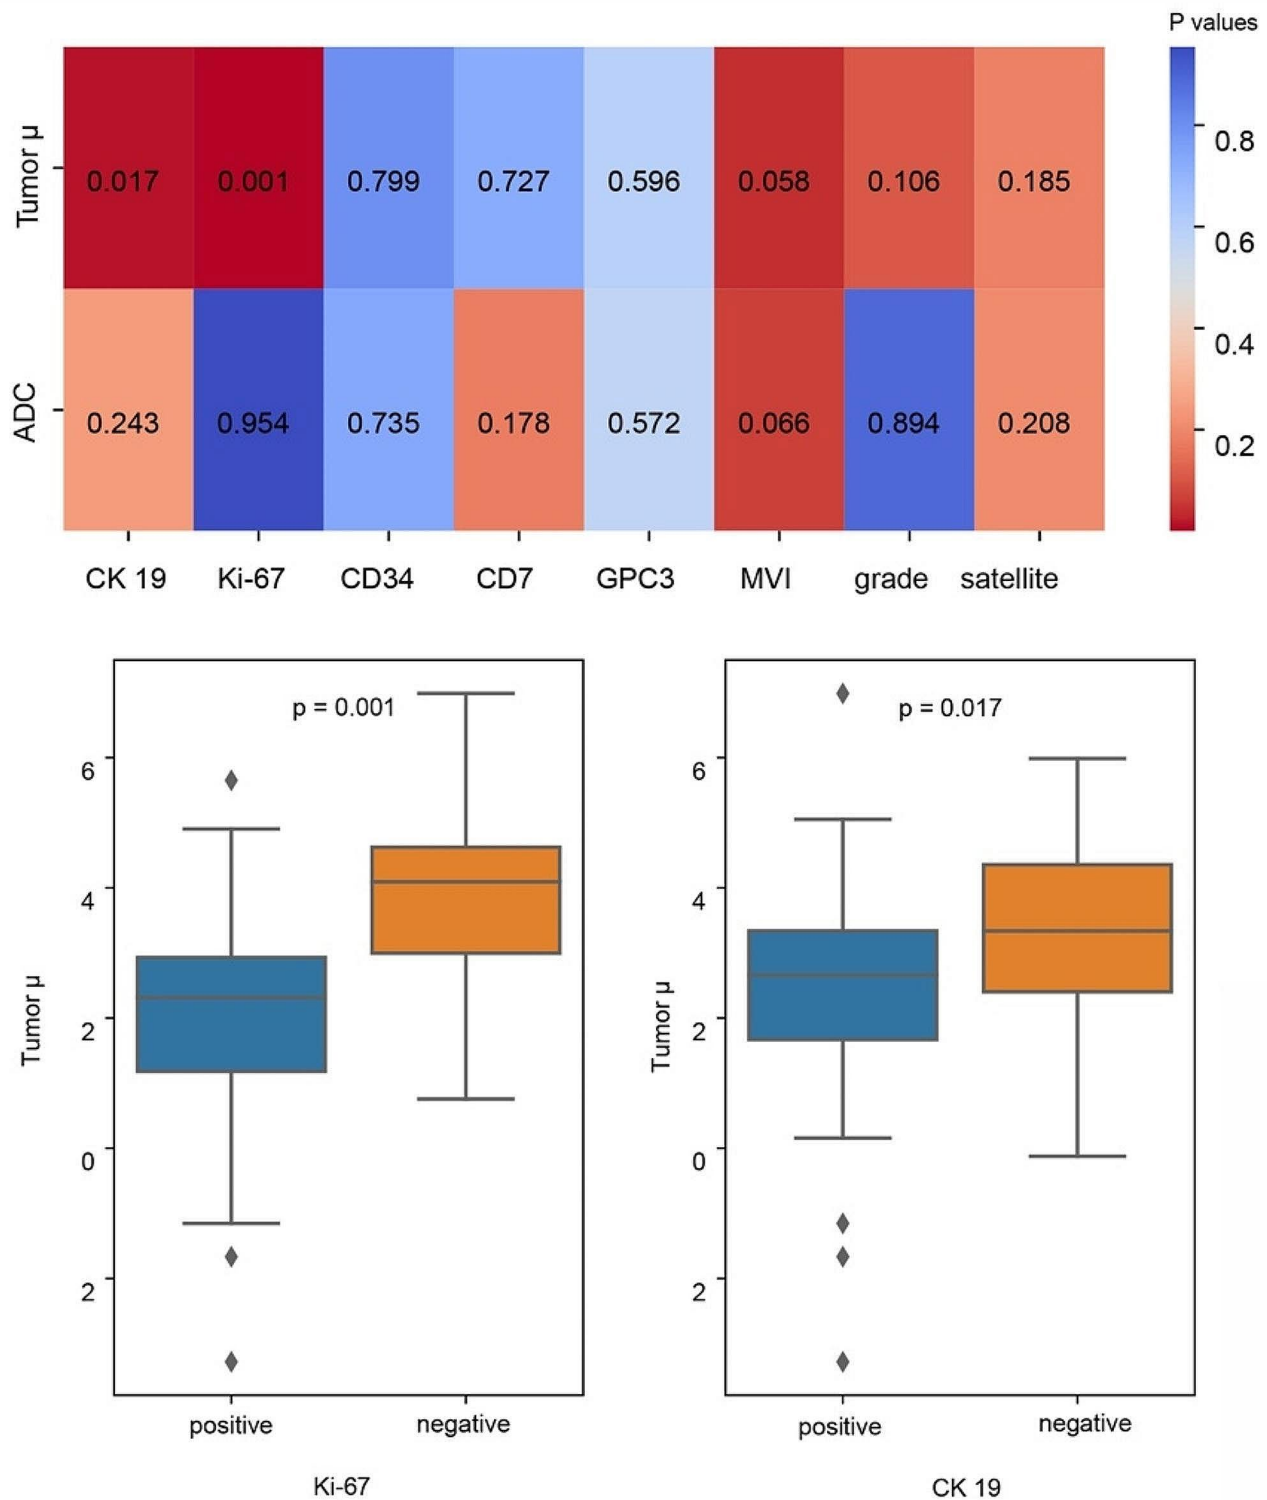 P values
Tumor µ
0.017 0.001 0.799 0.727 0.596 0.058 0.106 0.185
ADC
0.243 0.954 0.735 0.178 0.572 0.066 0.894 0.208
0.8
0.6
0.4
0.2
CK 19 Ki-67 CD34 CD7 GPC3 MVI grade satellite
p = 0.001
Tumor µ
6
4
2
0
2
positive negative
Ki-67
p = 0.017
Tumor µ
6
4
2
0
2
positive negative
CK 19